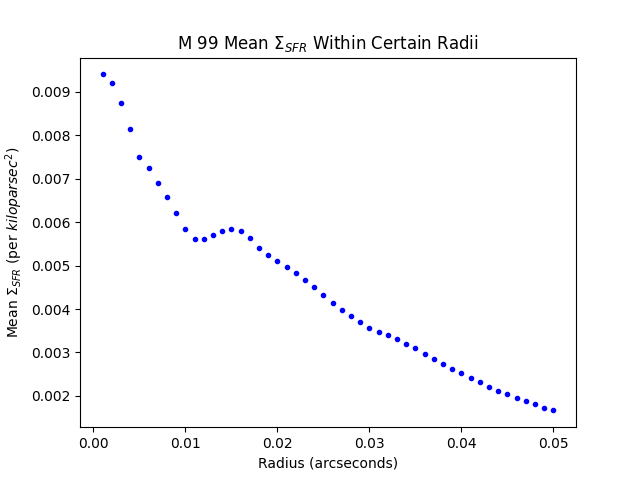 M 99 Mean Σ_SFR Within Certain Radii
Mean Σ_SFR (per kiloparsec²)
0.009
0.008
0.007
0.006
0.005
0.004
0.003
0.002
0.00 0.01 0.02 0.03 0.04 0.05
Radius (arcseconds)